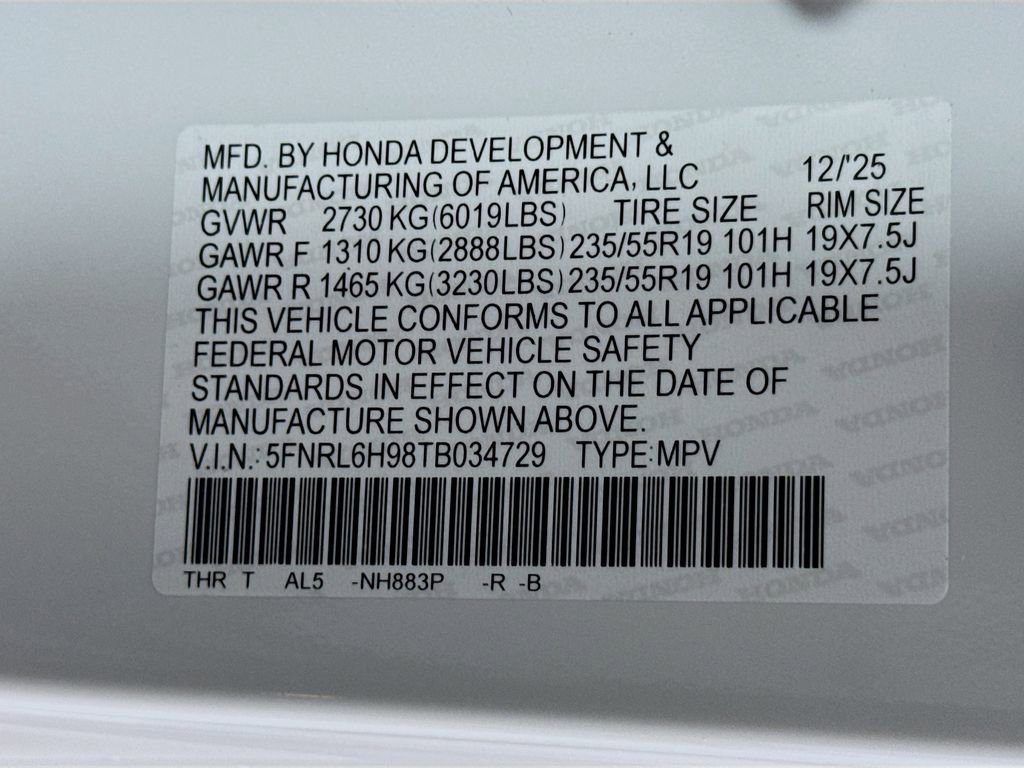 MFD. BY HONDA DEVELOPMENT &
MANUFACTURING OF AMERICA, LLC 12/'25
GVWR 2730 KG(6019LBS) TIRE SIZE RIM SIZE
GAWR F 1310 KG(2888LBS) 235/55R19 101H 19X7.5J
GAWR R 1465 KG(3230LBS) 235/55R19 101H 19X7.5J
THIS VEHICLE CONFORMS TO ALL APPLICABLE
FEDERAL MOTOR VEHICLE SAFETY
STANDARDS IN EFFECT ON THE DATE OF
MANUFACTURE SHOWN ABOVE.
V.I.N.: 5FNRL6H98TB034729 TYPE: MPV
THR T AL5 -NH883P -R -B